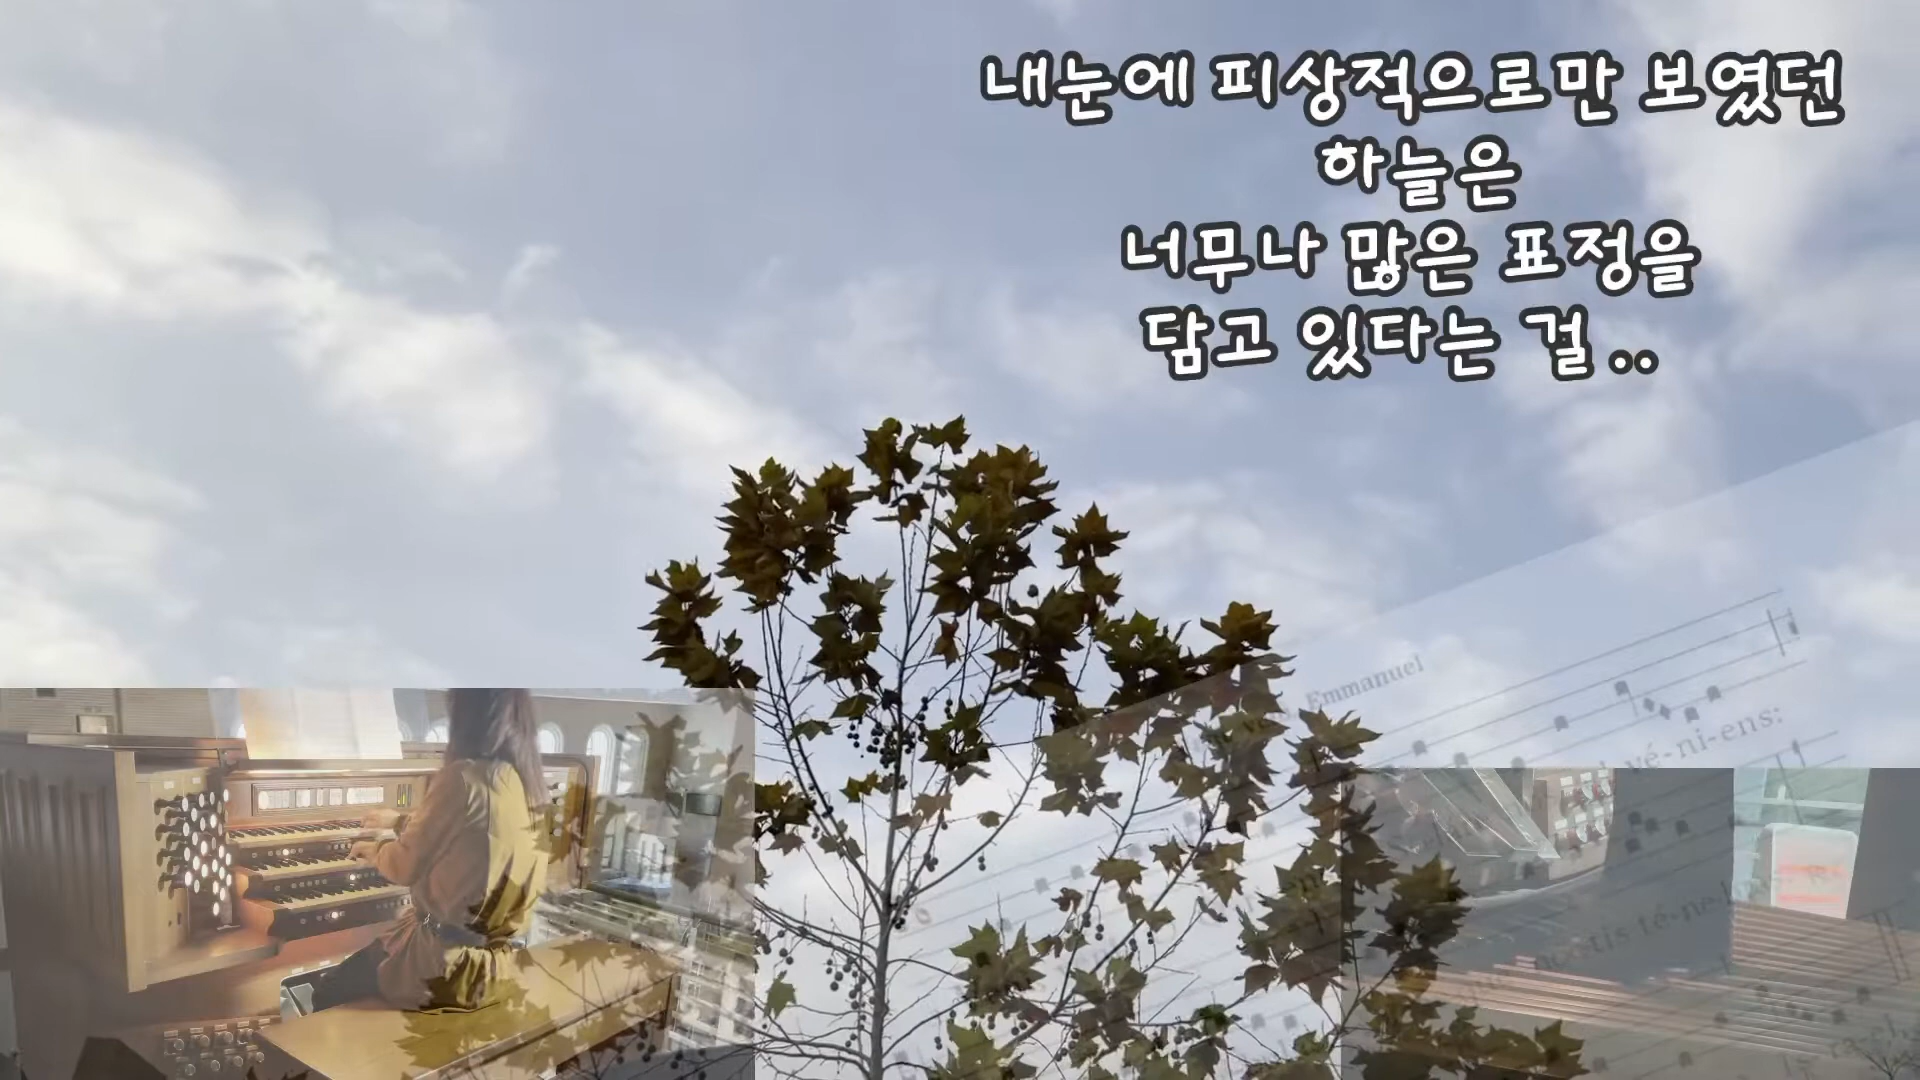 내눈에 피상적으로만 보였던
하늘은
너무나 많은 표정을
담고 있다는 걸..
Emmanuel
vé-ni-ens: